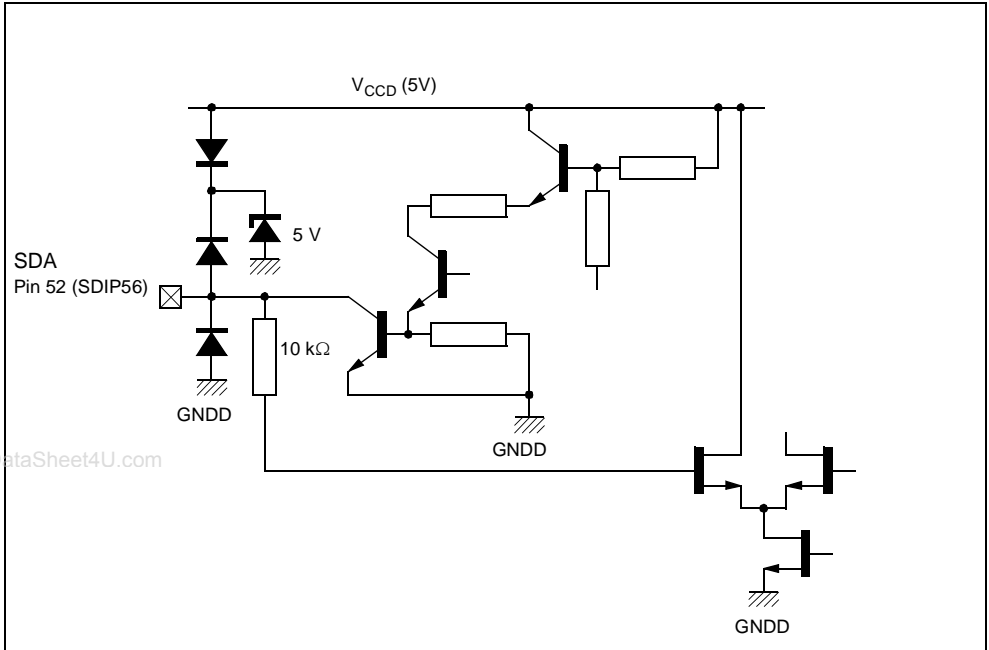 V_CCD (5V)
5 V
SDA
Pin 52 (SDIP56)
10 kΩ
GNDD
GNDD
ataSheet4U.com
GNDD